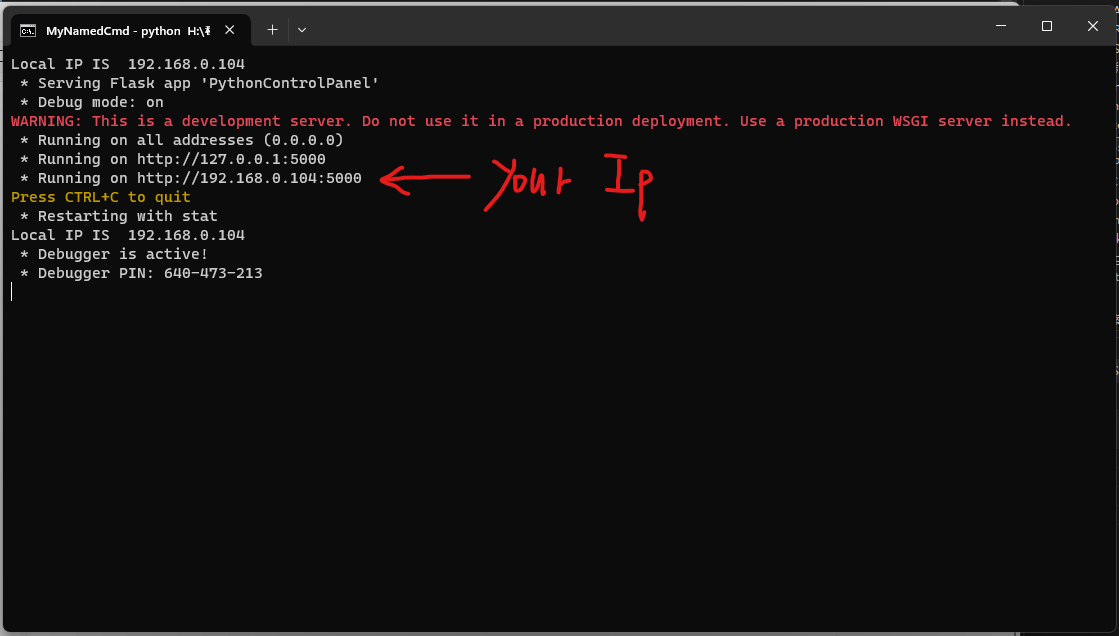 MyNamedCmd - python H:\
Local IP IS  192.168.0.104
 * Serving Flask app 'PythonControlPanel'
 * Debug mode: on
WARNING: This is a development server. Do not use it in a production deployment. Use a production WSGI server instead.
 * Running on all addresses (0.0.0.0)
 * Running on http://127.0.0.1:5000
 * Running on http://192.168.0.104:5000
Your Ip
Press CTRL+C to quit
 * Restarting with stat
Local IP IS  192.168.0.104
 * Debugger is active!
 * Debugger PIN: 640-473-213